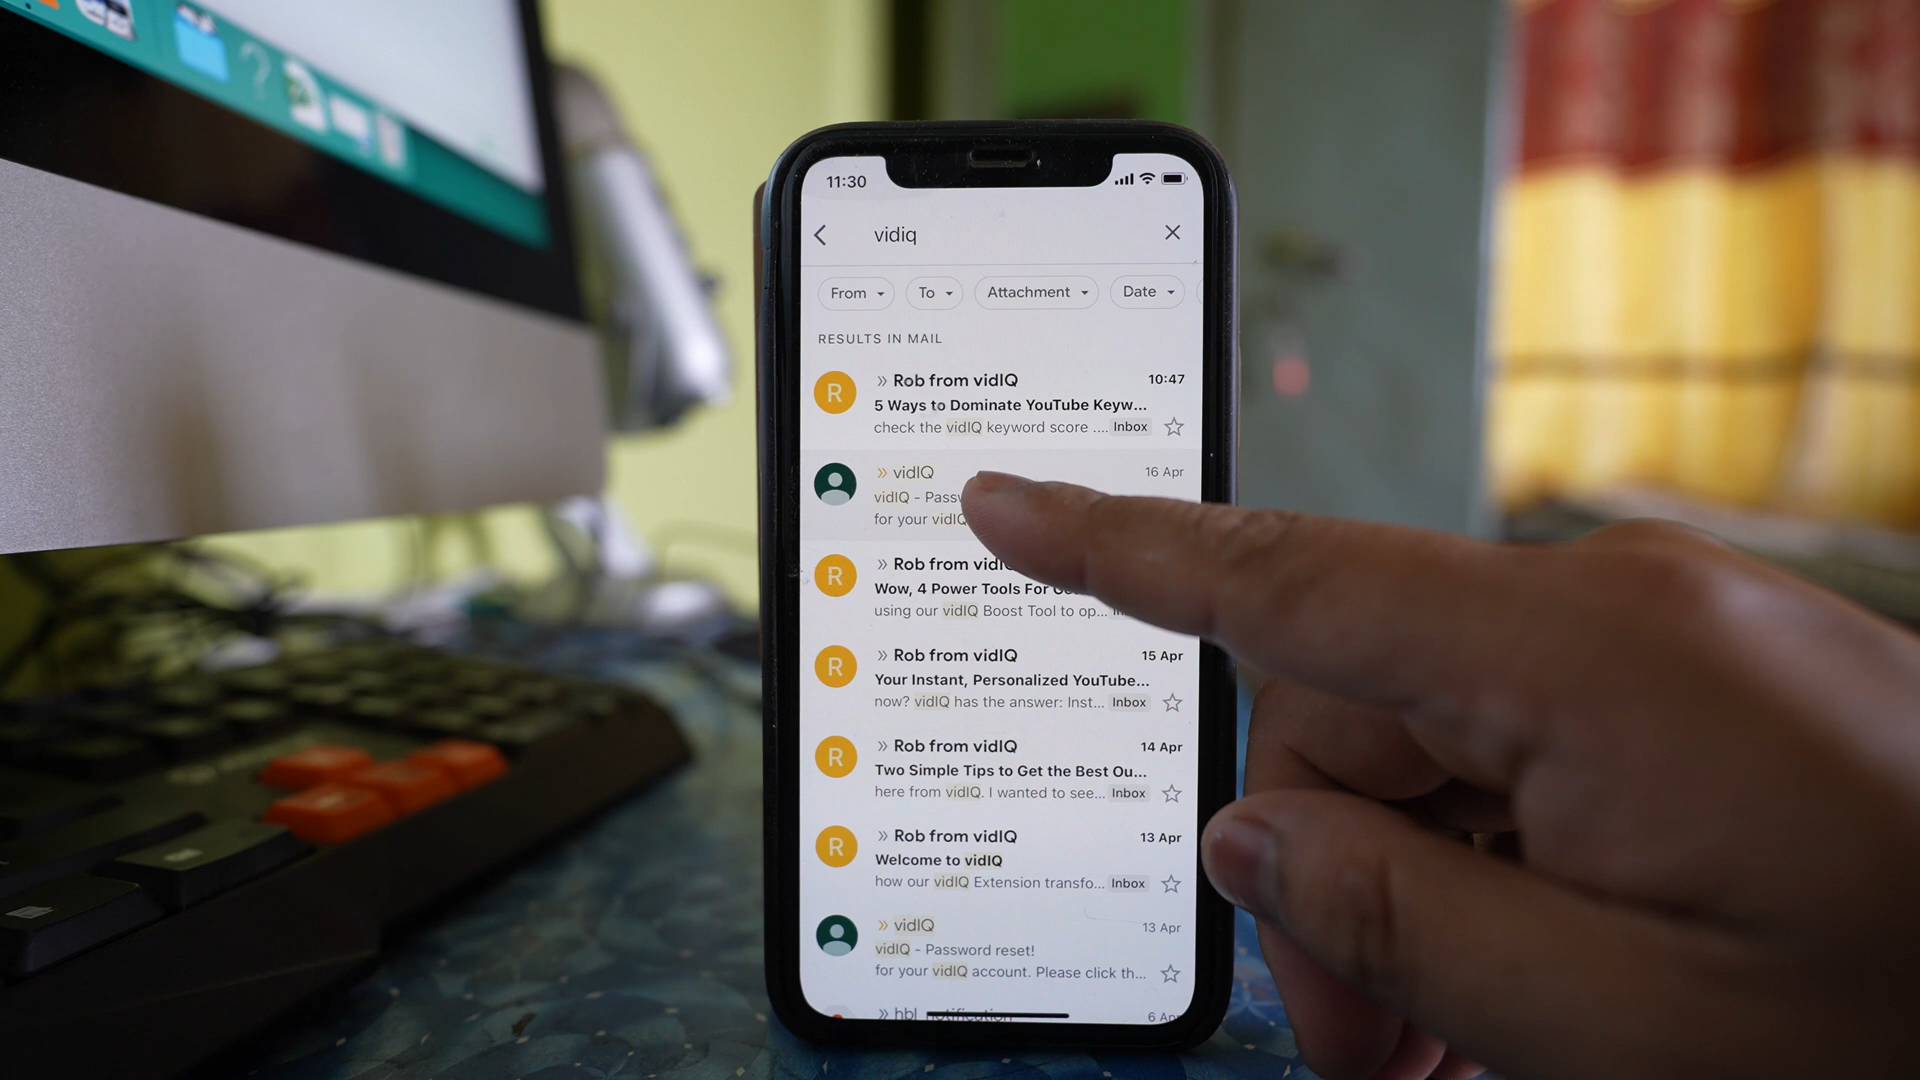 11:30
vidiq
From To Attachment Date
RESULTS IN MAIL
R » Rob from vidIQ 10:47
5 Ways to Dominate YouTube Keyw...
check the vidIQ keyword score .... Inbox
» vidIQ 16 Apr
vidIQ -
for your vidIQ
R » Rob from
Wow, 4 Power Tools For
using our vidIQ Boost Tool to op...
R » Rob from vidIQ 15 Apr
Your Instant, Personalized YouTube...
now? vidIQ has the answer: Inst... Inbox
R » Rob from vidIQ 14 Apr
Two Simple Tips to Get the Best Ou...
here from vidIQ. I wanted to see... Inbox
R » Rob from vidIQ 13 Apr
Welcome to vidIQ
how our vidIQ Extension transfo... Inbox
» vidIQ 13 Apr
vidIQ - Password reset!
for your vidIQ account. Please click th...
» hbl notification 6 Apr